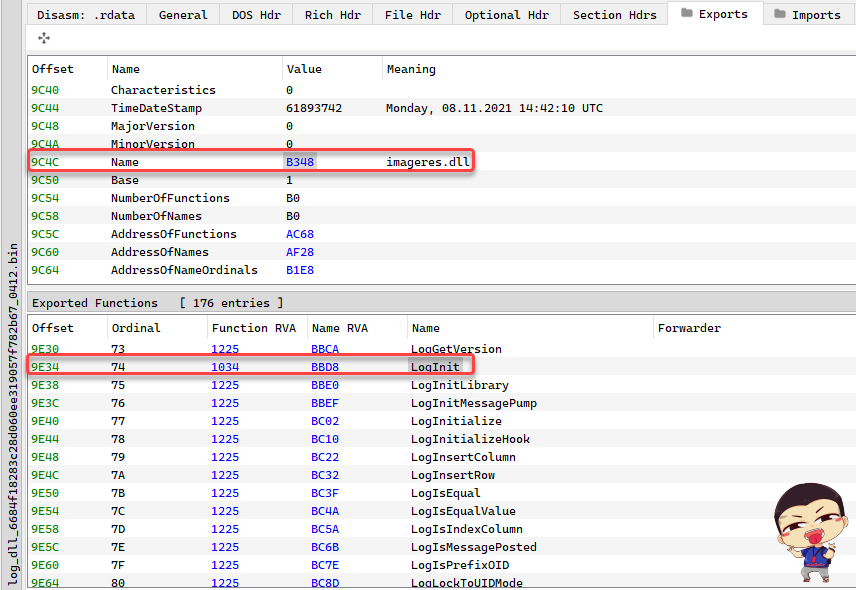 Disasm: .rdata General DOS Hdr Rich Hdr File Hdr Optional Hdr Section Hdrs Exports Imports
Offset Name Value Meaning
9C40 Characteristics 0
9C44 TimeDateStamp 61893742 Monday, 08.11.2021 14:42:10 UTC
9C48 MajorVersion 0
9C4A MinorVersion 0
9C4C Name B348 imageres.dll
9C50 Base 1
9C54 NumberOfFunctions B0
9C58 NumberOfNames B0
9C5C AddressOfFunctions AC68
9C60 AddressOfNames AF28
9C64 AddressOfNameOrdinals B1E8
Exported Functions [ 176 entries ]
Offset Ordinal Function RVA Name RVA Name Forwarder
9E30 73 1225 BBCA LogGetVersion
9E34 74 1034 BBD8 LogInit
9E38 75 1225 BBE0 LogInitLibrary
9E3C 76 1225 BBEF LogInitMessagePump
9E40 77 1225 BC02 LogInitialize
9E44 78 1225 BC10 LogInitializeHook
9E48 79 1225 BC22 LogInsertColumn
9E4C 7A 1225 BC32 LogInsertRow
9E50 7B 1225 BC3F LogIsEqual
9E54 7C 1225 BC4A LogIsEqualValue
9E58 7D 1225 BC5A LogIsIndexColumn
9E5C 7E 1225 BC6B LogIsMessagePosted
9E60 7F 1225 BC7E LogIsPrefixOID
9E64 80 1225 BC8D LogLockToUIDMode
log_dll_6684f18283c28d060ee319057f782b67_0412.bin